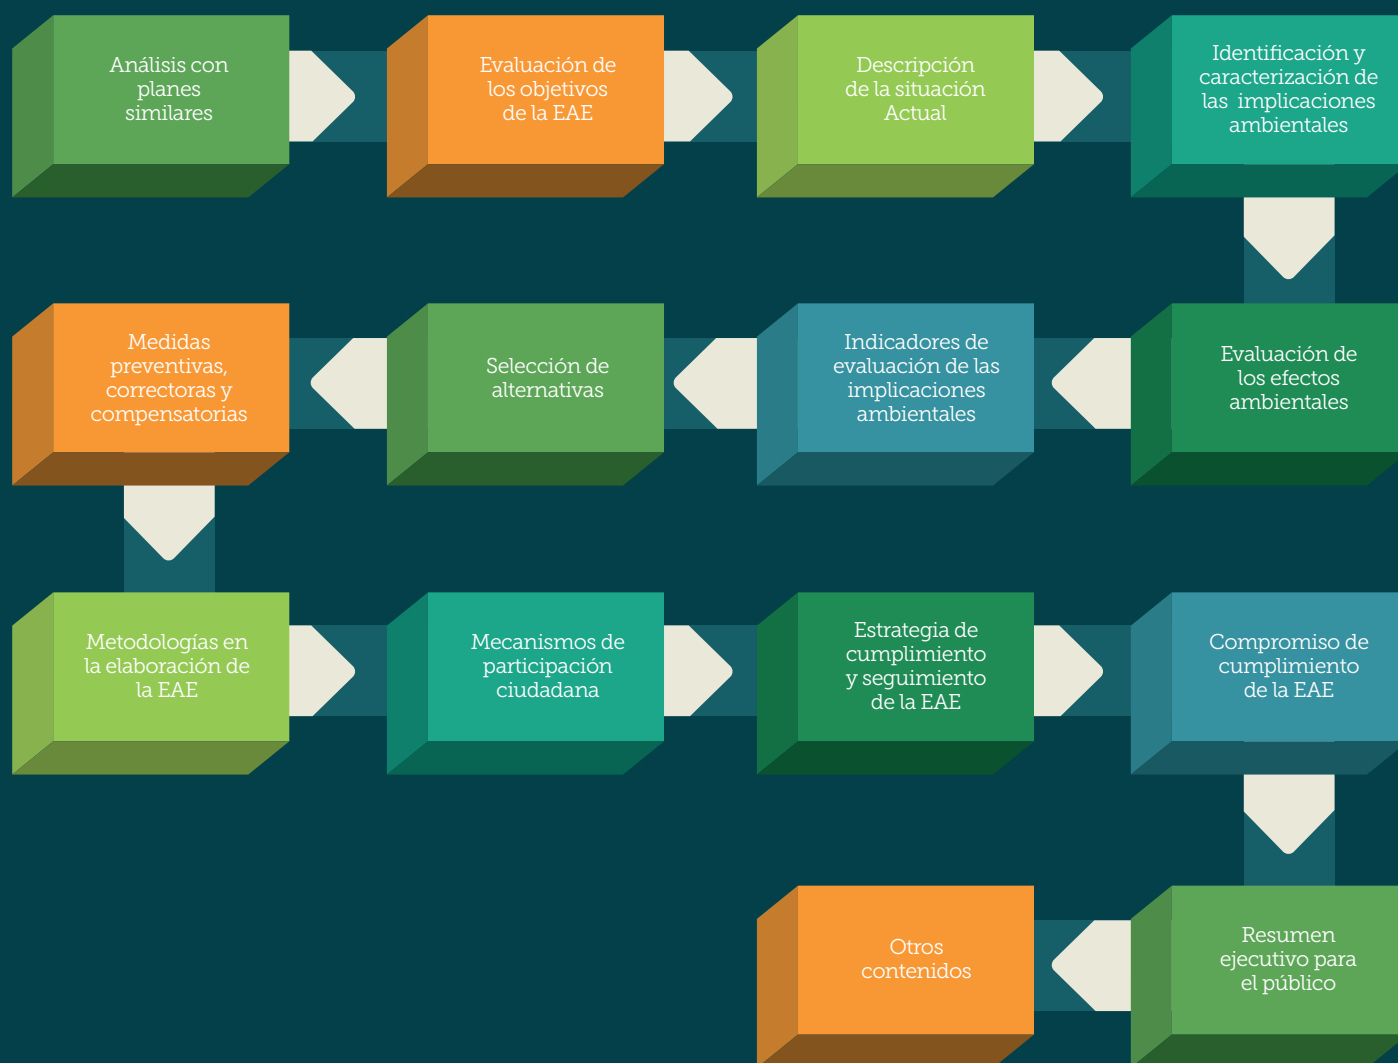 Análisis con
planes
similares
Evaluación de
los objetivos
de la EAE
Descripción
de la situación
Actual
Identificación y
caracterización de
las implicaciones
ambientales
Evaluación de
los efectos
ambientales
Indicadores de
evaluación de las
implicaciones
ambientales
Selección de
alternativas
Medidas
preventivas,
correctoras y
compensatorias
Metodologías en
la elaboración de
la EAE
Mecanismos de
participación
ciudadana
Estrategia de
cumplimiento
y seguimiento
de la EAE
Compromiso de
cumplimiento
de la EAE
Resumen
ejecutivo para
el público
Otros
contenidos